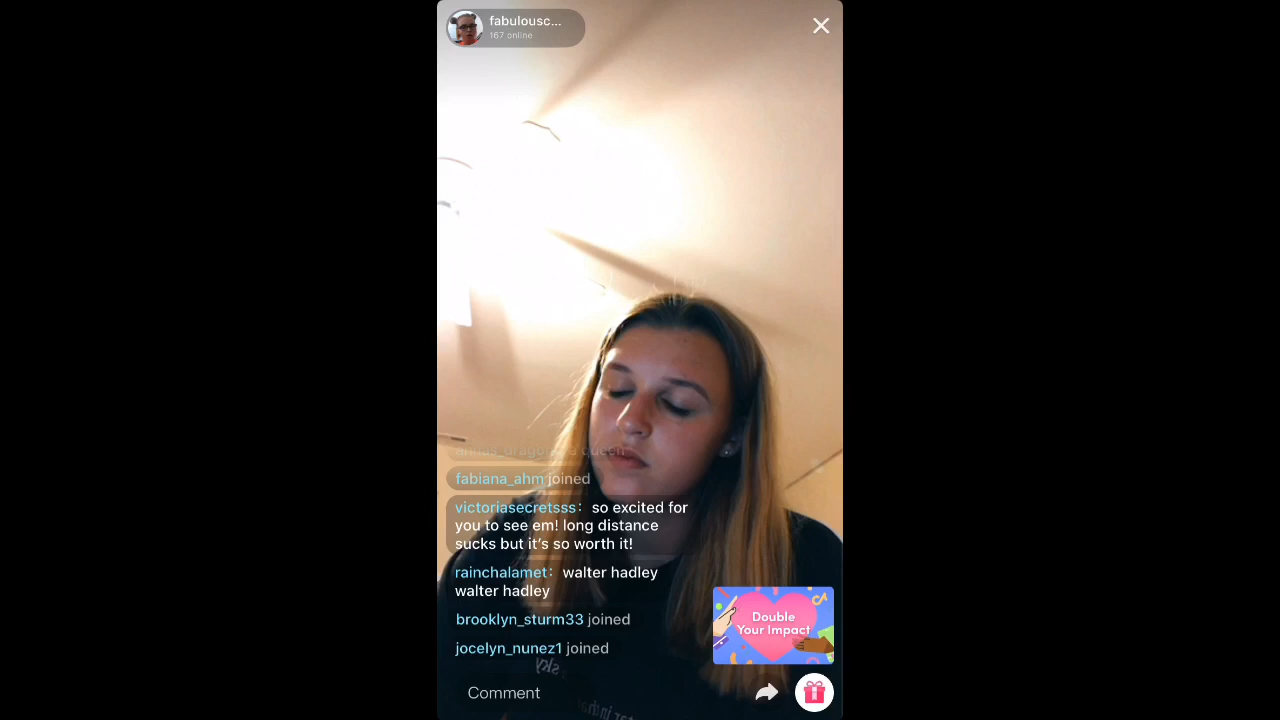 fabulousc...
167 online
fabiana_ahm joined
victoriasecretsss: so excited for
you to see em! long distance
sucks but it's so worth it!
rainchalamet: walter hadley
walter hadley
brooklyn_sturm33 joined
jocelyn_nunez1 joined
Double
Your Impact
sky
Comment